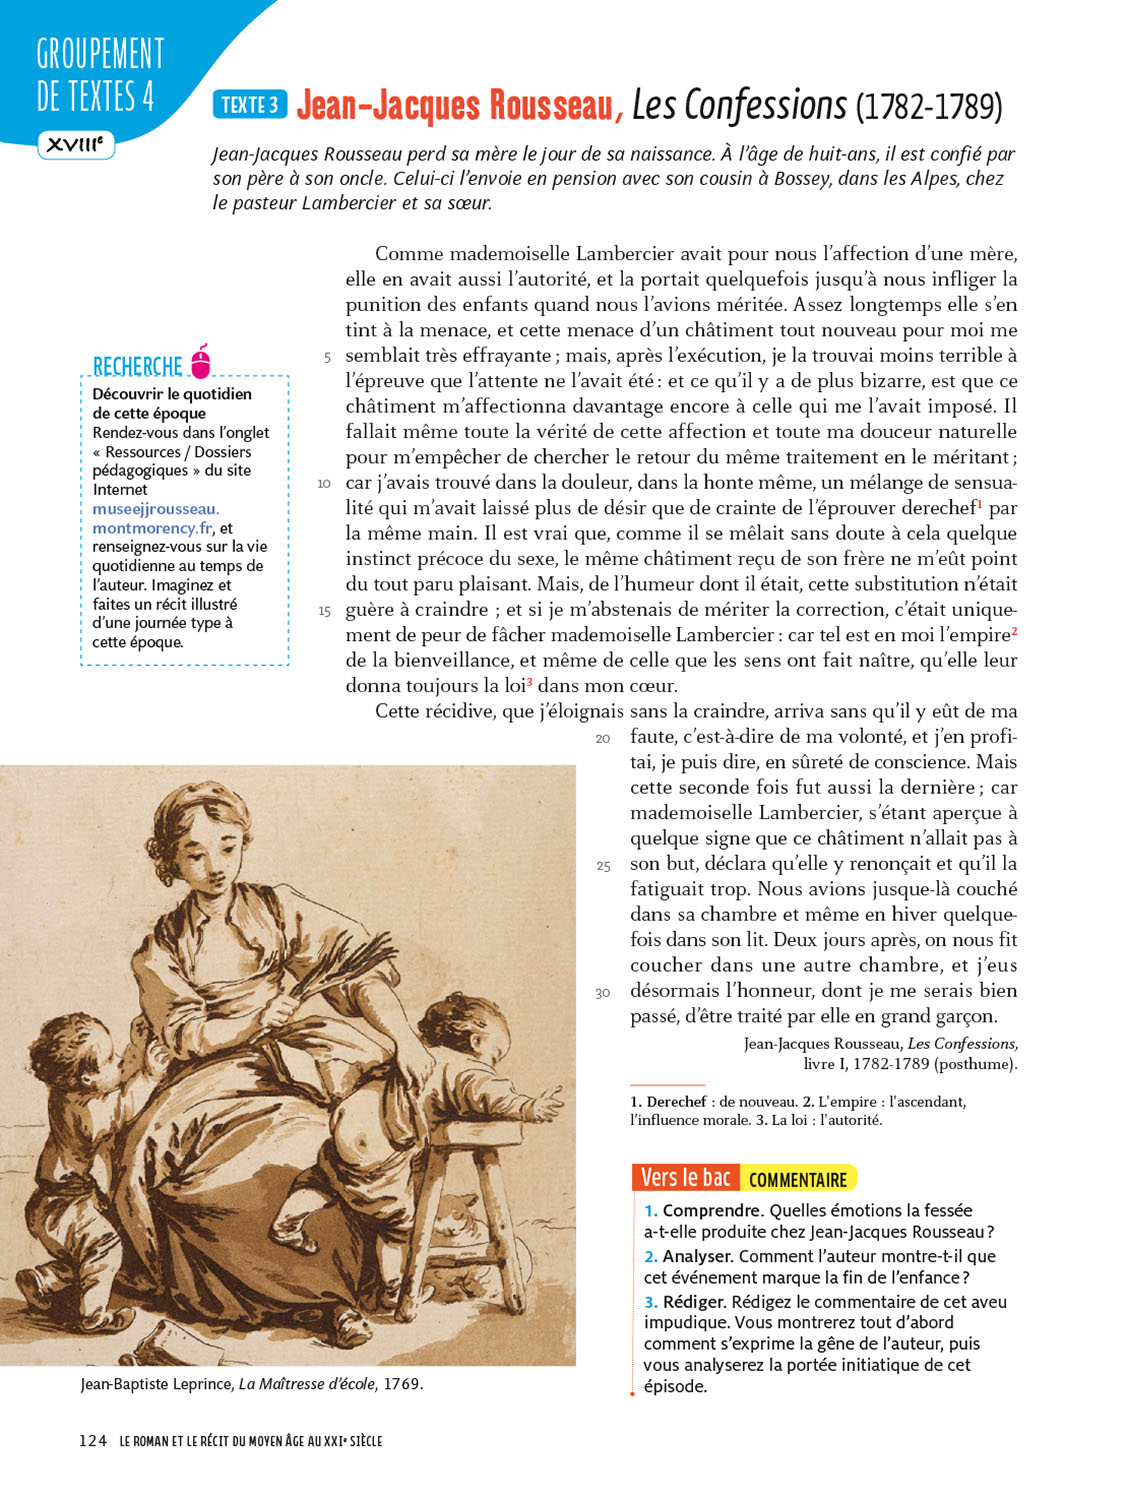 GROUPEMENT
DE TEXTES 4
XVIIIe
TEXTE 3 Jean-Jacques Rousseau, Les Confessions (1782-1789)
Jean-Jacques Rousseau perd sa mère le jour de sa naissance. À l’âge de huit-ans, il est confié par
son père à son oncle. Celui-ci l’envoie en pension avec son cousin à Bossey, dans les Alpes, chez
le pasteur Lambercier et sa sœur.
Comme mademoiselle Lambercier avait pour nous l’affection d’une mère,
elle en avait aussi l’autorité, et la portait quelquefois jusqu’à nous infliger la
punition des enfants quand nous l’avions méritée. Assez longtemps elle s’en
tint à la menace, et cette menace d’un châtiment tout nouveau pour moi me
5 semblait très effrayante ; mais, après l’exécution, je la trouvai moins terrible à
l’épreuve que l’attente ne l’avait été : et ce qu’il y a de plus bizarre, est que ce
châtiment m’affectionna davantage encore à celle qui me l’avait imposé. Il
fallait même toute la vérité de cette affection et toute ma douceur naturelle
pour m’empêcher de chercher le retour du même traitement en le méritant ;
10 car j’avais trouvé dans la douleur, dans la honte même, un mélange de sensua-
lité qui m’avait laissé plus de désir que de crainte de l’éprouver derechef1 par
la même main. Il est vrai que, comme il se mêlait sans doute à cela quelque
instinct précoce du sexe, le même châtiment reçu de son frère ne m’eût point
du tout paru plaisant. Mais, de l’humeur dont il était, cette substitution n’était
15 guère à craindre ; et si je m’abstenais de mériter la correction, c’était unique-
ment de peur de fâcher mademoiselle Lambercier : car tel est en moi l’empire2
de la bienveillance, et même de celle que les sens ont fait naître, qu’elle leur
donna toujours la loi3 dans mon cœur.
Cette récidive, que j’éloignais sans la craindre, arriva sans qu’il y eût de ma
20 faute, c’est-à-dire de ma volonté, et j’en profi-
tai, je puis dire, en sûreté de conscience. Mais
cette seconde fois fut aussi la dernière ; car
mademoiselle Lambercier, s’étant aperçue à
quelque signe que ce châtiment n’allait pas à
25 son but, déclara qu’elle y renonçait et qu’il la
fatiguait trop. Nous avions jusque-là couché
dans sa chambre et même en hiver quelque-
fois dans son lit. Deux jours après, on nous fit
coucher dans une autre chambre, et j’eus
30 désormais l’honneur, dont je me serais bien
passé, d’être traité par elle en grand garçon.
Jean-Jacques Rousseau, Les Confessions,
livre I, 1782-1789 (posthume).
1. Derechef : de nouveau. 2. L’empire : l’ascendant,
l’influence morale. 3. La loi : l’autorité.
RECHERCHE
Découvrir le quotidien
de cette époque
Rendez-vous dans l’onglet
« Ressources / Dossiers
pédagogiques » du site
Internet
museejjrousseau.
montmorency.fr, et
renseignez-vous sur la vie
quotidienne au temps de
l’auteur. Imaginez et
faites un récit illustré
d’une journée type à
cette époque.
Vers le bac COMMENTAIRE
1. Comprendre. Quelles émotions la fessée
a-t-elle produite chez Jean-Jacques Rousseau ?
2. Analyser. Comment l’auteur montre-t-il que
cet événement marque la fin de l’enfance ?
3. Rédiger. Rédigez le commentaire de cet aveu
impudique. Vous montrerez tout d’abord
comment s’exprime la gêne de l’auteur, puis
vous analyserez la portée initiatique de cet
épisode.
Jean-Baptiste Leprince, La Maîtresse d’école, 1769.
124 LE ROMAN ET LE RÉCIT DU MOYEN ÂGE AU XXIe SIÈCLE